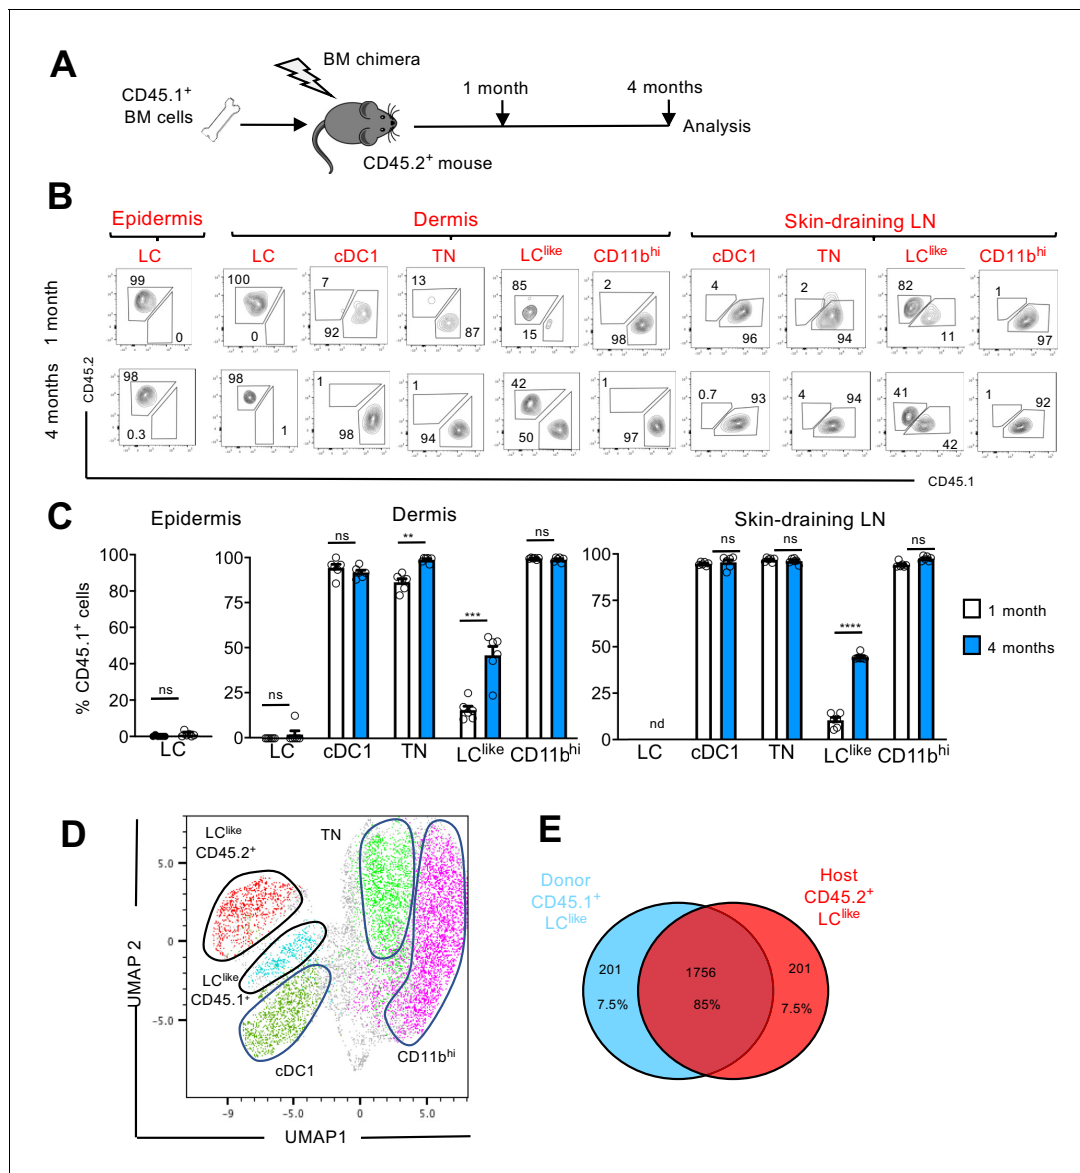 A
BM chimera
CD45.1+
BM cells
1 month
4 months
Analysis
CD45.2+ mouse
B
Epidermis
Dermis
Skin-draining LN
LC
LC
cDC1
TN
LClike
CD11bhi
cDC1
TN
LClike
CD11bhi
1 month
99
0
100
0
7
92
13
87
85
15
2
98
4
96
2
94
82
11
1
97
4 months
98
0.3
98
1
1
98
1
94
42
50
1
97
0.7
93
4
94
41
42
1
92
CD45.2
CD45.1
C
Epidermis
Dermis
Skin-draining LN
% CD45.1+ cells
100
80
60
40
20
0
ns
LC
100
75
50
25
0
ns
ns
**
***
ns
LC
cDC1
TN
LClike
CD11bhi
100
75
50
25
0
nd
ns
ns
****
ns
LC
cDC1
TN
LClike
CD11bhi
1 month
4 months
D
LClike
CD45.2+
TN
LClike
CD45.1+
cDC1
CD11bhi
5.0
0
−5.0
−9
−5.0
0
5.0
UMAP 2
UMAP1
E
Donor
CD45.1+
LClike
Host
CD45.2+
LClike
201
7.5%
1756
85%
201
7.5%